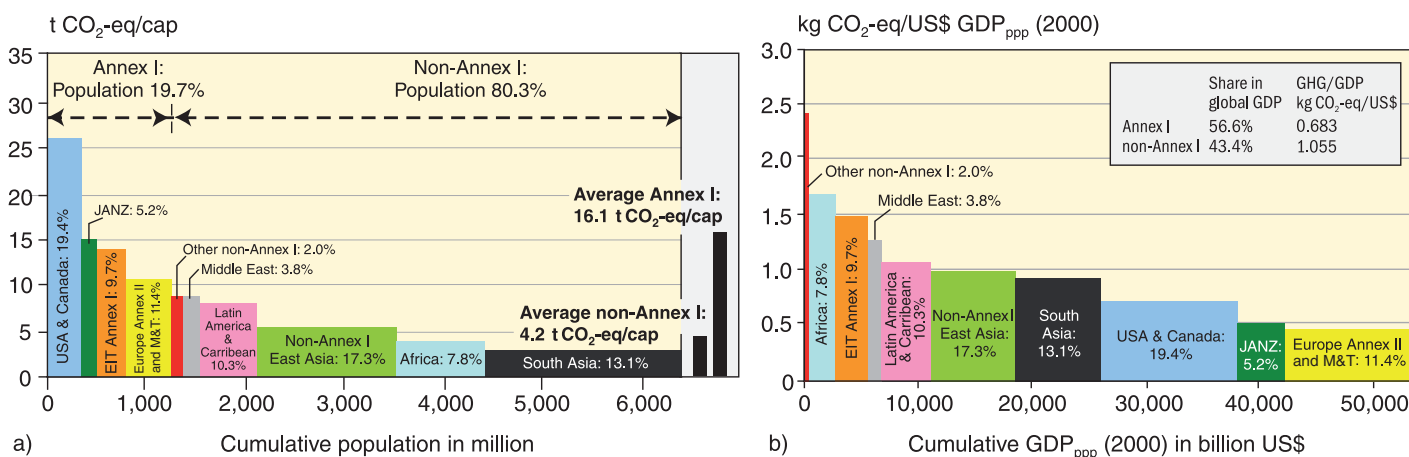 t CO₂-eq/cap
35
30
25
20
15
10
5
0
Annex I:
Population 19.7%
Non-Annex I:
Population 80.3%
USA & Canada: 19.4%
JANZ: 5.2%
EIT Annex I: 9.7%
Europe Annex II
and M&T: 11.4%
Other non-Annex I: 2.0%
Middle East: 3.8%
Latin
America
&
Carribean
10.3%
Non-Annex I
East Asia: 17.3%
Africa: 7.8%
South Asia: 13.1%
Average Annex I:
16.1 t CO₂-eq/cap
Average non-Annex I:
4.2 t CO₂-eq/cap
0
1,000
2,000
3,000
4,000
5,000
6,000
a)
Cumulative population in million
kg CO₂-eq/US$ GDPppp (2000)
3.0
2.5
2.0
1.5
1.0
0.5
0
Share in global GDP
GHG/GDP kg CO₂-eq/US$
Annex I 56.6% 0.683
non-Annex I 43.4% 1.055
Other non-Annex I: 2.0%
Africa: 7.8%
EIT Annex I: 9.7%
Middle East: 3.8%
Latin America
& Carribean:
10.3%
Non-Annex I
East Asia:
17.3%
South
Asia:
13.1%
USA & Canada:
19.4%
JANZ:
5.2%
Europe Annex II
and M&T: 11.4%
0
10,000
20,000
30,000
40,000
50,000
b)
Cumulative GDPppp (2000) in billion US$